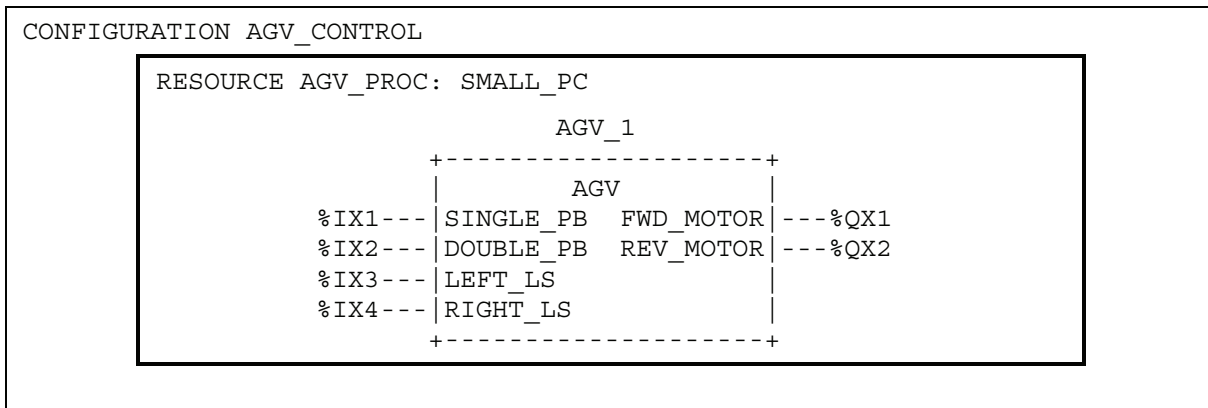 CONFIGURATION AGV_CONTROL
RESOURCE AGV_PROC: SMALL_PC
AGV_1
+---------------------+
| AGV |
%IX1---|SINGLE_PB FWD_MOTOR|---%QX1
%IX2---|DOUBLE_PB REV_MOTOR|---%QX2
%IX3---|LEFT_LS |
%IX4---|RIGHT_LS |
+---------------------+